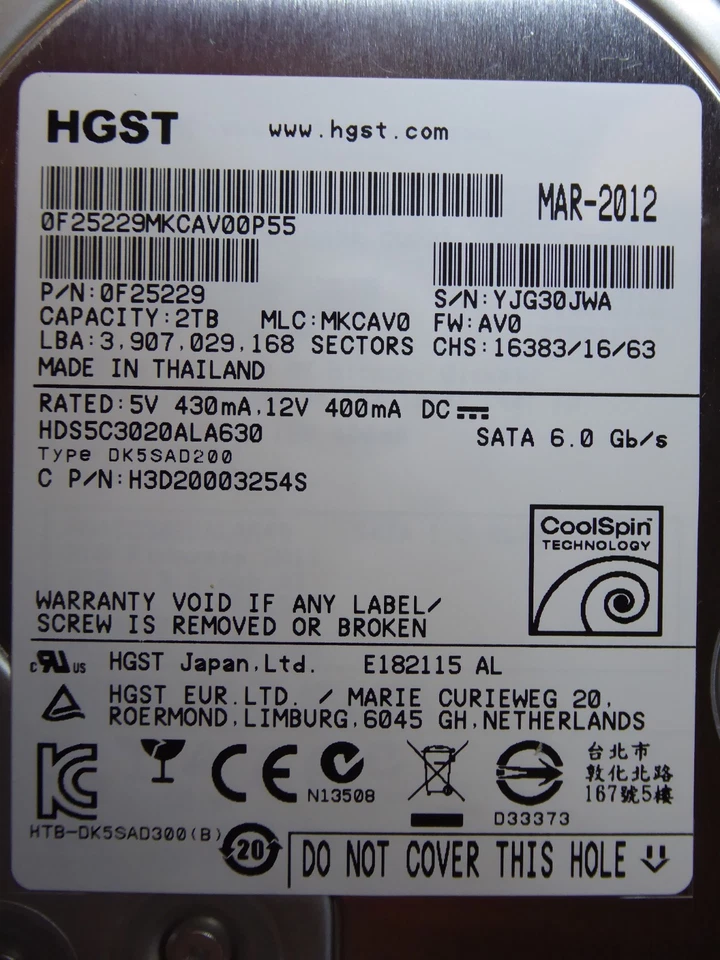 HGST
www.hgst.com
MAR-2012
0F25229MKCAV00P55
P/N:0F25229
S/N:YJG30JWA
CAPACITY:2TB MLC:MKCAV0 FW:AV0
LBA:3,907,029,168 SECTORS CHS:16383/16/63
MADE IN THAILAND
RATED:5V 430mA,12V 400mA DC
HDS5C3020ALA630
SATA 6.0 Gb/s
Type DK5SAD200
C P/N:H3D20003254S
CoolSpin™
TECHNOLOGY
WARRANTY VOID IF ANY LABEL/
SCREW IS REMOVED OR BROKEN
c RU US HGST Japan,Ltd. E182115 AL
HGST EUR.LTD. / MARIE CURIEWEG 20,
ROERMOND,LIMBURG,6045 GH,NETHERLANDS
CE
N13508
D33373
台北市
敦化北路
167號5樓
HTB-DK5SAD300(B)
20
DO NOT COVER THIS HOLE